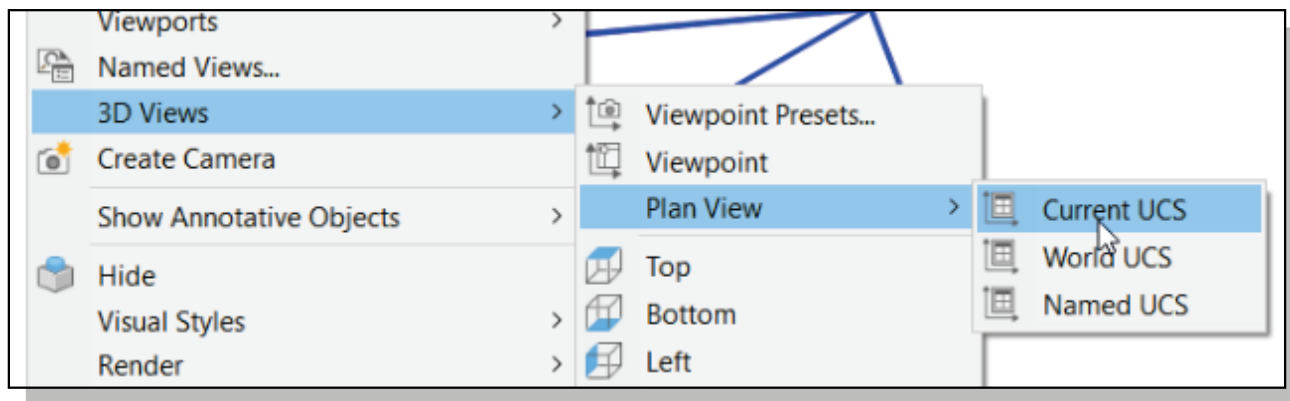 Viewports
Named Views...
3D Views
Create Camera
Show Annotative Objects
Hide
Visual Styles
Render
Viewpoint Presets...
Viewpoint
Plan View
Top
Bottom
Left
Current UCS
World UCS
Named UCS